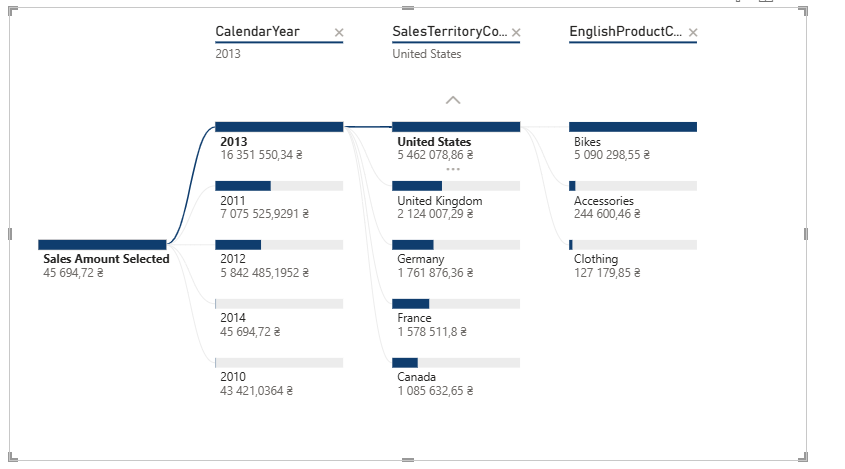 CalendarYear
2013
SalesTerritoryCo...
United States
EnglishProductC...
Sales Amount Selected
45 694,72 ₴
2013
16 351 550,34 ₴
2011
7 075 525,9291 ₴
2012
5 842 485,1952 ₴
2014
45 694,72 ₴
2010
43 421,0364 ₴
United States
5 462 078,86 ₴
United Kingdom
2 124 007,29 ₴
Germany
1 761 876,36 ₴
France
1 578 511,8 ₴
Canada
1 085 632,65 ₴
Bikes
5 090 298,55 ₴
Accessories
244 600,46 ₴
Clothing
127 179,85 ₴